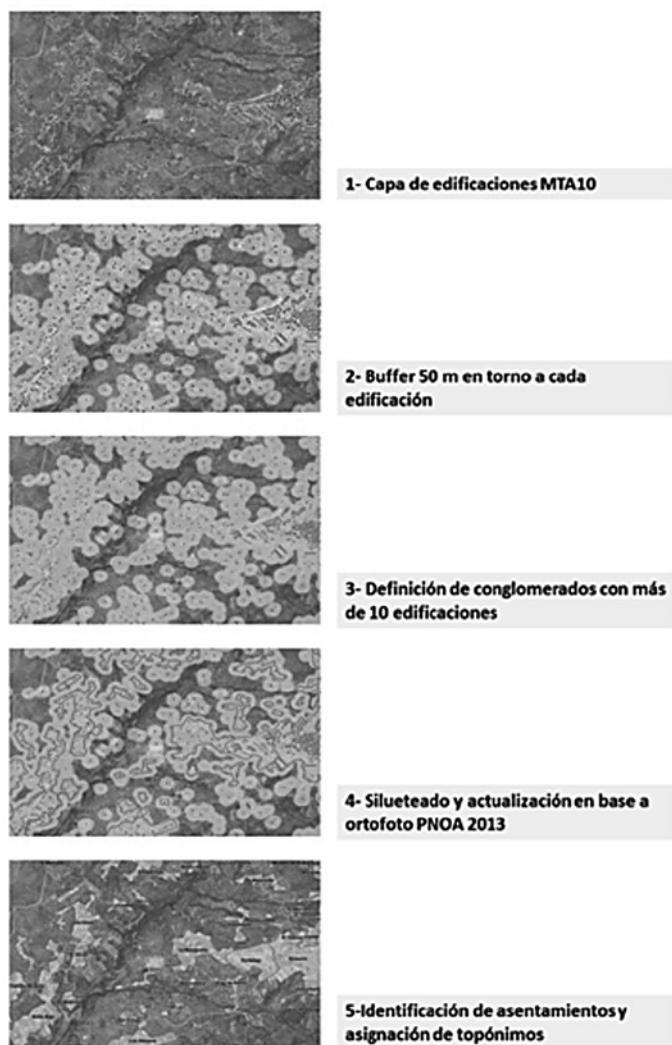 1- Capa de edificaciones MTA10
2- Buffer 50 m en torno a cada
edificación
3- Definición de conglomerados con más
de 10 edificaciones
4- Silueteado y actualización en base a
ortofoto PNOA 2013
5-Identificación de asentamientos y
asignación de topónimos